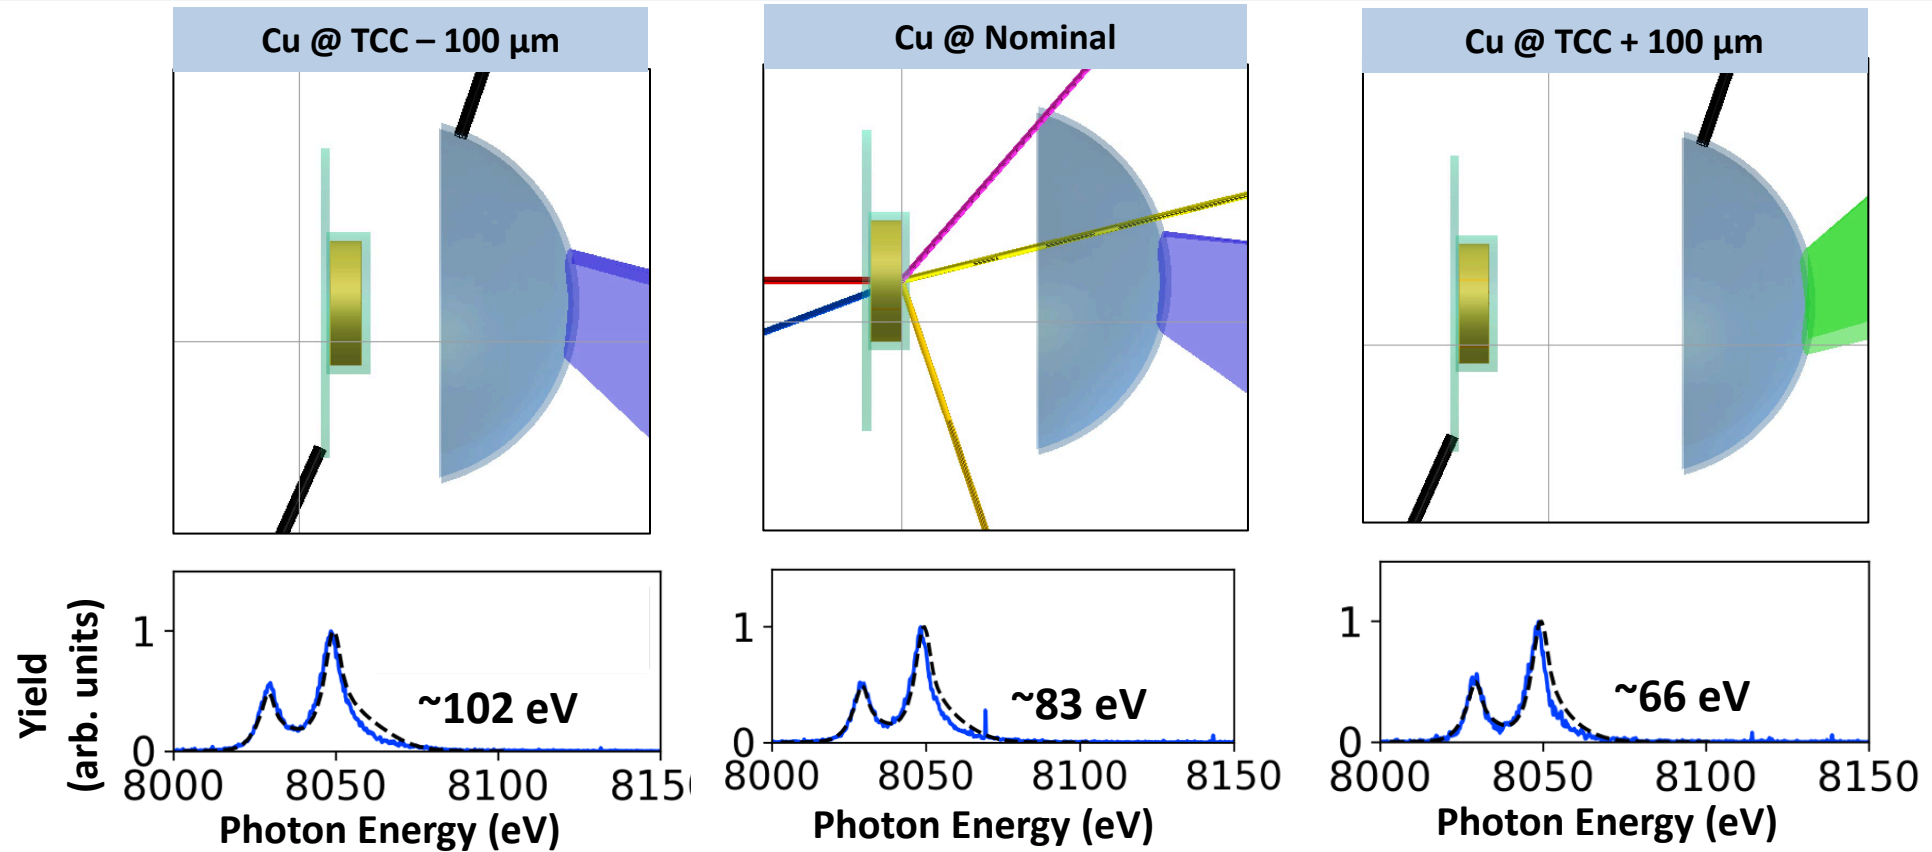 Cu @ TCC – 100 µm
Cu @ Nominal
Cu @ TCC + 100 µm
Yield
(arb. units)
1
0
~102 eV
8000 8050 8100 815
Photon Energy (eV)
1
0
~83 eV
8000 8050 8100 8150
Photon Energy (eV)
1
0
~66 eV
8000 8050 8100 8150
Photon Energy (eV)